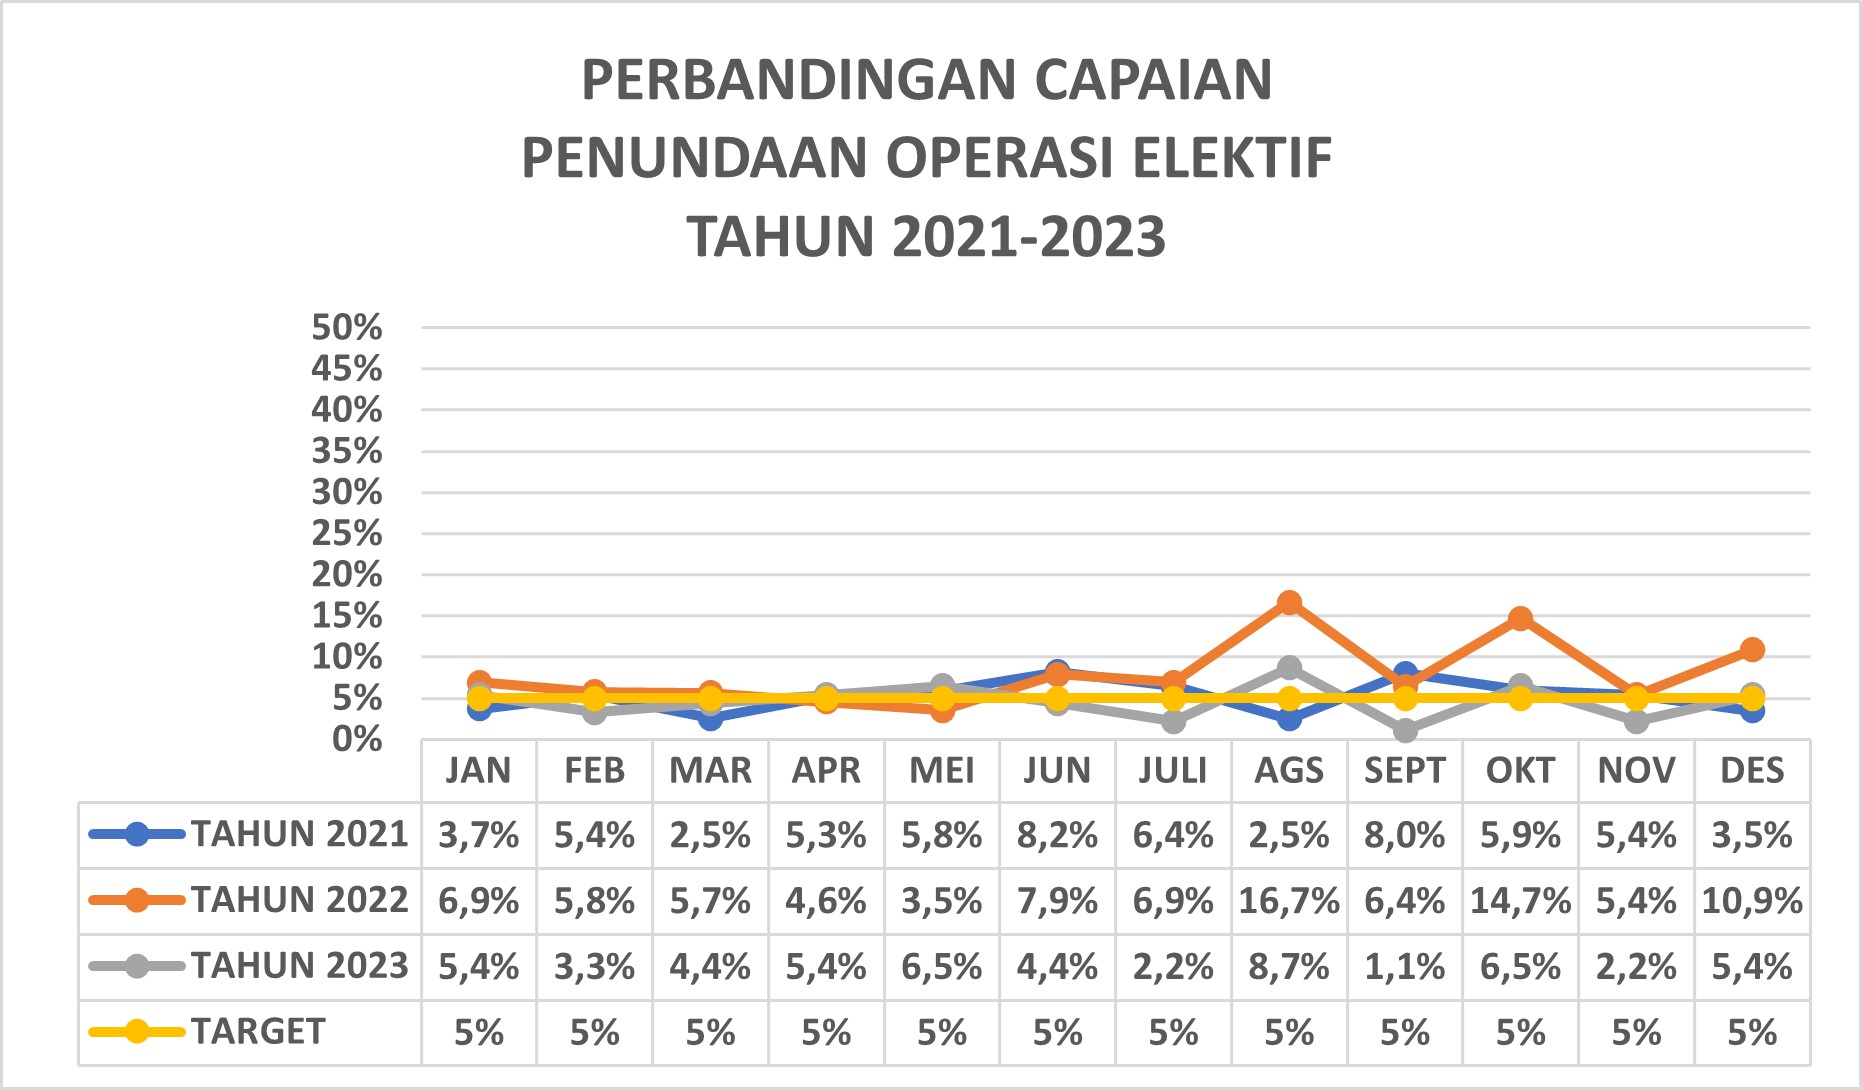 PERBANDINGAN CAPAIAN
PENUNDAAN OPERASI ELEKTIF
TAHUN 2021-2023
50%
45%
40%
35%
30%
25%
20%
15%
10%
5%
0%
JAN FEB MAR APR MEI JUN JULI AGS SEPT OKT NOV DES
TAHUN 2021 3,7% 5,4% 2,5% 5,3% 5,8% 8,2% 6,4% 2,5% 8,0% 5,9% 5,4% 3,5%
TAHUN 2022 6,9% 5,8% 5,7% 4,6% 3,5% 7,9% 6,9% 16,7% 6,4% 14,7% 5,4% 10,9%
TAHUN 2023 5,4% 3,3% 4,4% 5,4% 6,5% 4,4% 2,2% 8,7% 1,1% 6,5% 2,2% 5,4%
TARGET 5% 5% 5% 5% 5% 5% 5% 5% 5% 5% 5% 5%